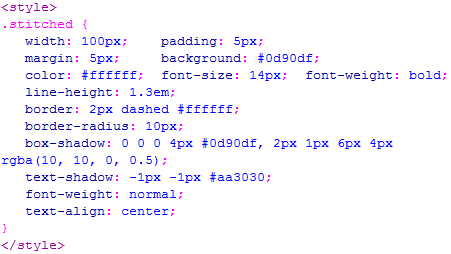 <style>
.stitched {
   width: 100px;    padding: 5px;
   margin: 5px;     background: #0d90df;
   color: #ffffff;  font-size: 14px;  font-weight: bold;
   line-height: 1.3em;
   border: 2px dashed #ffffff;
   border-radius: 10px;
   box-shadow: 0 0 0 4px #0d90df, 2px 1px 6px 4px
rgba(10, 10, 0, 0.5);
   text-shadow: -1px -1px #aa3030;
   font-weight: normal;
   text-align: center;
}
</style>